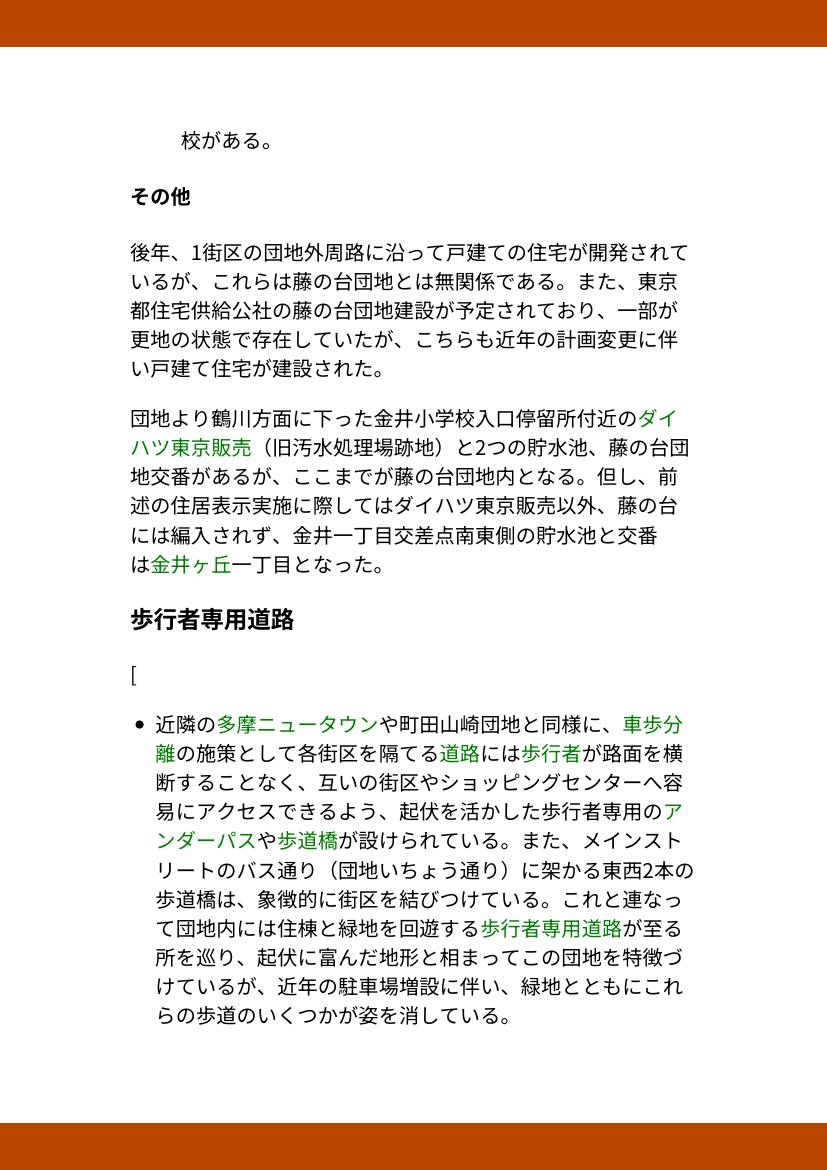 校がある。
その他
後年、1街区の団地外周路に沿って戸建ての住宅が開発されて
いるが、これらは藤の台団地とは無関係である。また、東京
都住宅供給公社の藤の台団地建設が予定されており、一部が
更地の状態で存在していたが、こちらも近年の計画変更に伴
い戸建て住宅が建設された。
団地より鶴川方面に下った金井小学校入口停留所付近のダイ
ハツ東京販売（旧汚水処理場跡地）と2つの貯水池、藤の台団
地交番があるが、ここまでが藤の台団地内となる。但し、前
述の住居表示実施に際してはダイハツ東京販売以外、藤の台
には編入されず、金井一丁目交差点南東側の貯水池と交番
は金井ヶ丘一丁目となった。
歩行者専用道路
[
• 近隣の多摩ニュータウンや町田山崎団地と同様に、車歩分
離の施策として各街区を隔てる道路には歩行者が路面を横
断することなく、互いの街区やショッピングセンターへ容
易にアクセスできるよう、起伏を活かした歩行者専用のア
ンダーパスや歩道橋が設けられている。また、メインスト
リートのバス通り（団地いちょう通り）に架かる東西2本の
歩道橋は、象徴的に街区を結びつけている。これと連なっ
て団地内には住棟と緑地を回遊する歩行者専用道路が至る
所を巡り、起伏に富んだ地形と相まってこの団地を特徴づ
けているが、近年の駐車場増設に伴い、緑地とともにこれ
らの歩道のいくつかが姿を消している。